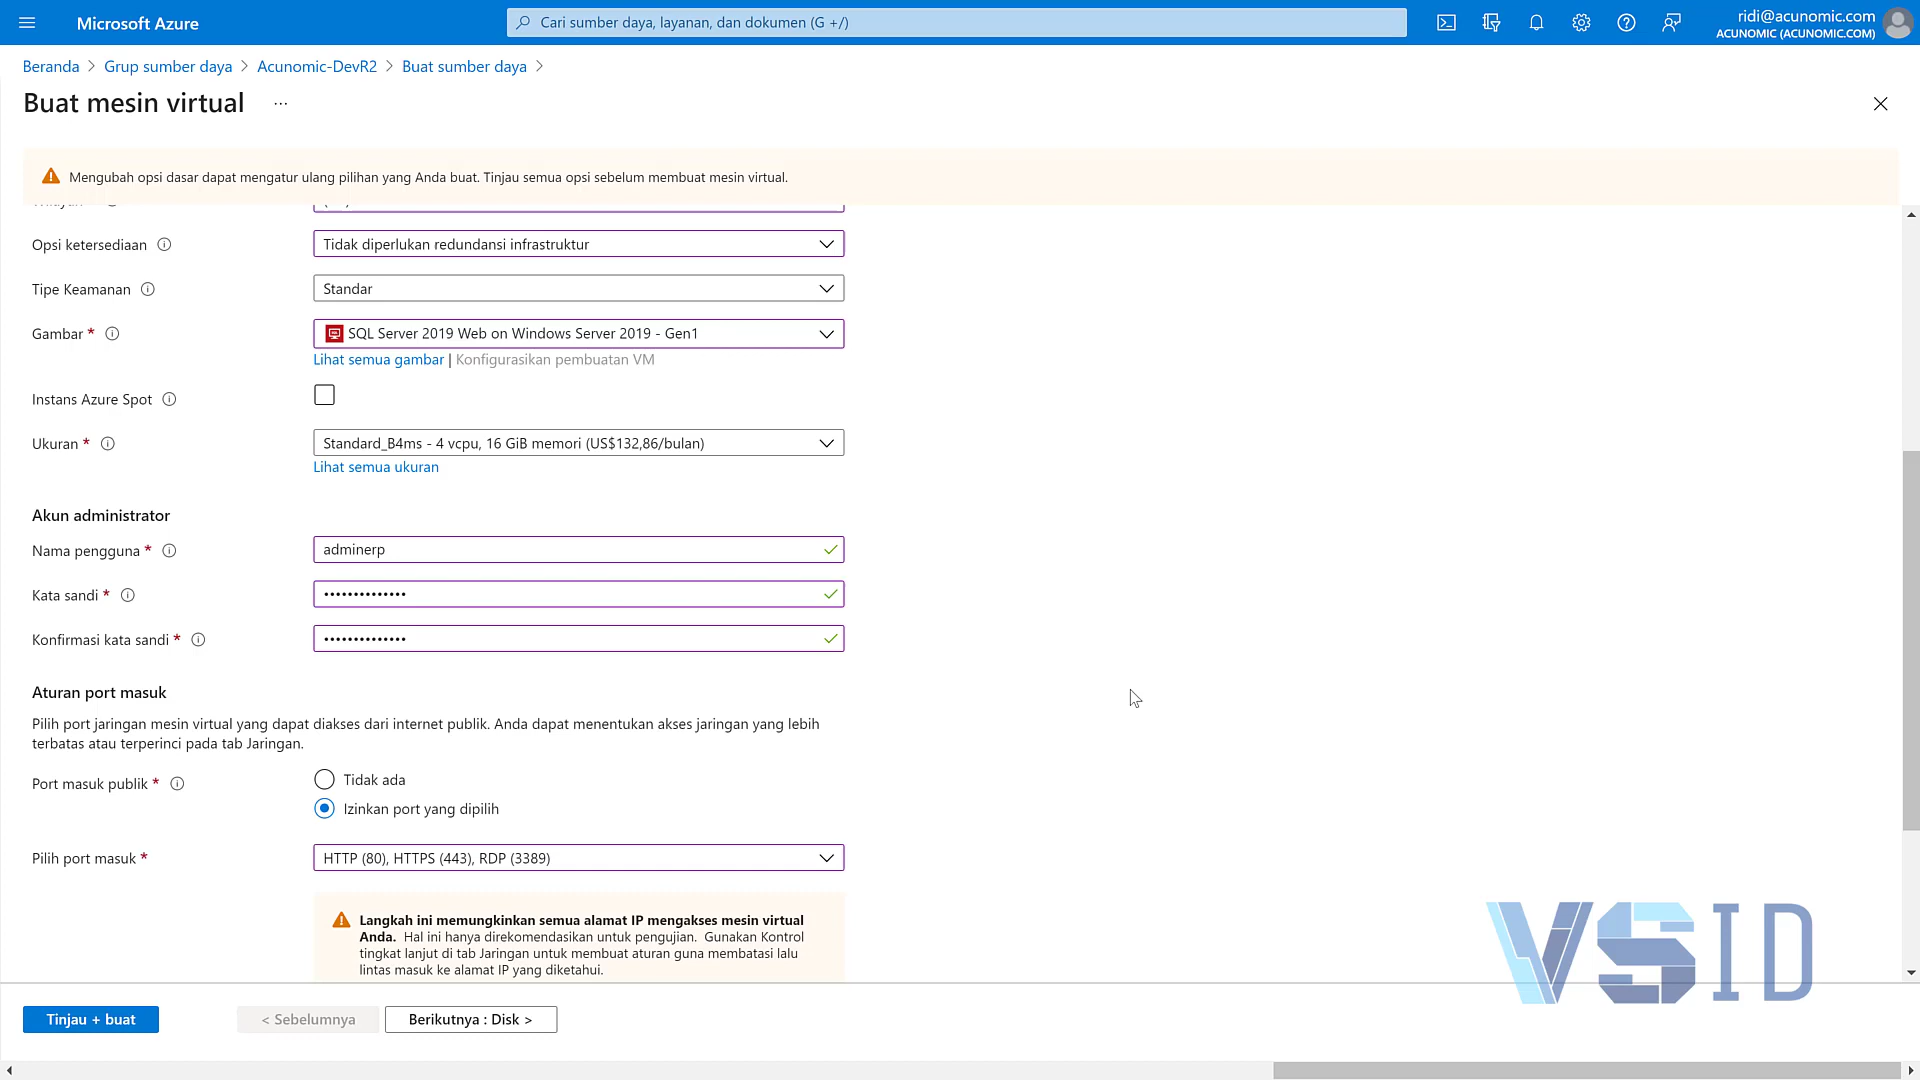 Microsoft Azure
Cari sumber daya, layanan, dan dokumen (G +/)
ridi@acunomic.com
ACUNOMIC (ACUNOMIC.COM)
Beranda > Grup sumber daya > Acunomic-DevR2 > Buat sumber daya >
Buat mesin virtual ...
Mengubah opsi dasar dapat mengatur ulang pilihan yang Anda buat. Tinjau semua opsi sebelum membuat mesin virtual.
Opsi ketersediaan
Tidak diperlukan redundansi infrastruktur
Tipe Keamanan
Standar
Gambar *
SQL Server 2019 Web on Windows Server 2019 - Gen1
Lihat semua gambar | Konfigurasikan pembuatan VM
Instans Azure Spot
Ukuran *
Standard_B4ms - 4 vcpu, 16 GiB memori (US$132,86/bulan)
Lihat semua ukuran
Akun administrator
Nama pengguna *
adminerp
Kata sandi *
••••••••••••••
Konfirmasi kata sandi *
••••••••••••••
Aturan port masuk
Pilih port jaringan mesin virtual yang dapat diakses dari internet publik. Anda dapat menentukan akses jaringan yang lebih
terbatas atau terperinci pada tab Jaringan.
Port masuk publik *
Tidak ada
Izinkan port yang dipilih
Pilih port masuk *
HTTP (80), HTTPS (443), RDP (3389)
Langkah ini memungkinkan semua alamat IP mengakses mesin virtual
Anda. Hal ini hanya direkomendasikan untuk pengujian. Gunakan Kontrol
tingkat lanjut di tab Jaringan untuk membuat aturan guna membatasi lalu
lintas masuk ke alamat IP yang diketahui.
VSID
Tinjau + buat
< Sebelumnya
Berikutnya : Disk >